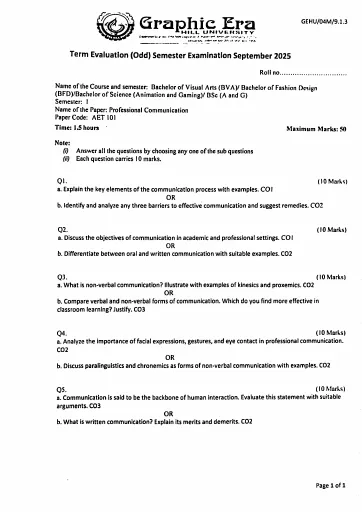 Graphic Era
HILL UNIVERSITY
GEHU/04M/9.1.3
Term Evaluation (Odd) Semester Examination September 2025
Roll no..............................
Name of the Course and semester: Bachelor of Visual Arts (BVA)/ Bachelor of Fashion Design
(BFD)/Bachelor of Science (Animation and Gaming)/ BSc (A and G)
Semester: I
Name of the Paper: Professional Communication
Paper Code: AET 101
Time: 1.5 hours Maximum Marks: 50
Note:
(i) Answer all the questions by choosing any one of the sub questions
(ii) Each question carries 10 marks.
Q1. (10 Marks)
a. Explain the key elements of the communication process with examples. CO1
OR
b. Identify and analyze any three barriers to effective communication and suggest remedies. CO2
Q2. (10 Marks)
a. Discuss the objectives of communication in academic and professional settings. CO1
OR
b. Differentiate between oral and written communication with suitable examples. CO2
Q3. (10 Marks)
a. What is non-verbal communication? Illustrate with examples of kinesics and proxemics. CO2
OR
b. Compare verbal and non-verbal forms of communication. Which do you find more effective in
classroom learning? Justify. CO3
Q4. (10 Marks)
a. Analyze the importance of facial expressions, gestures, and eye contact in professional communication.
CO2
OR
b. Discuss paralinguistics and chronemics as forms of non-verbal communication with examples. CO2
Q5. (10 Marks)
a. Communication is said to be the backbone of human interaction. Evaluate this statement with suitable
arguments. CO3
OR
b. What is written communication? Explain its merits and demerits. CO2
Page 1 of 1